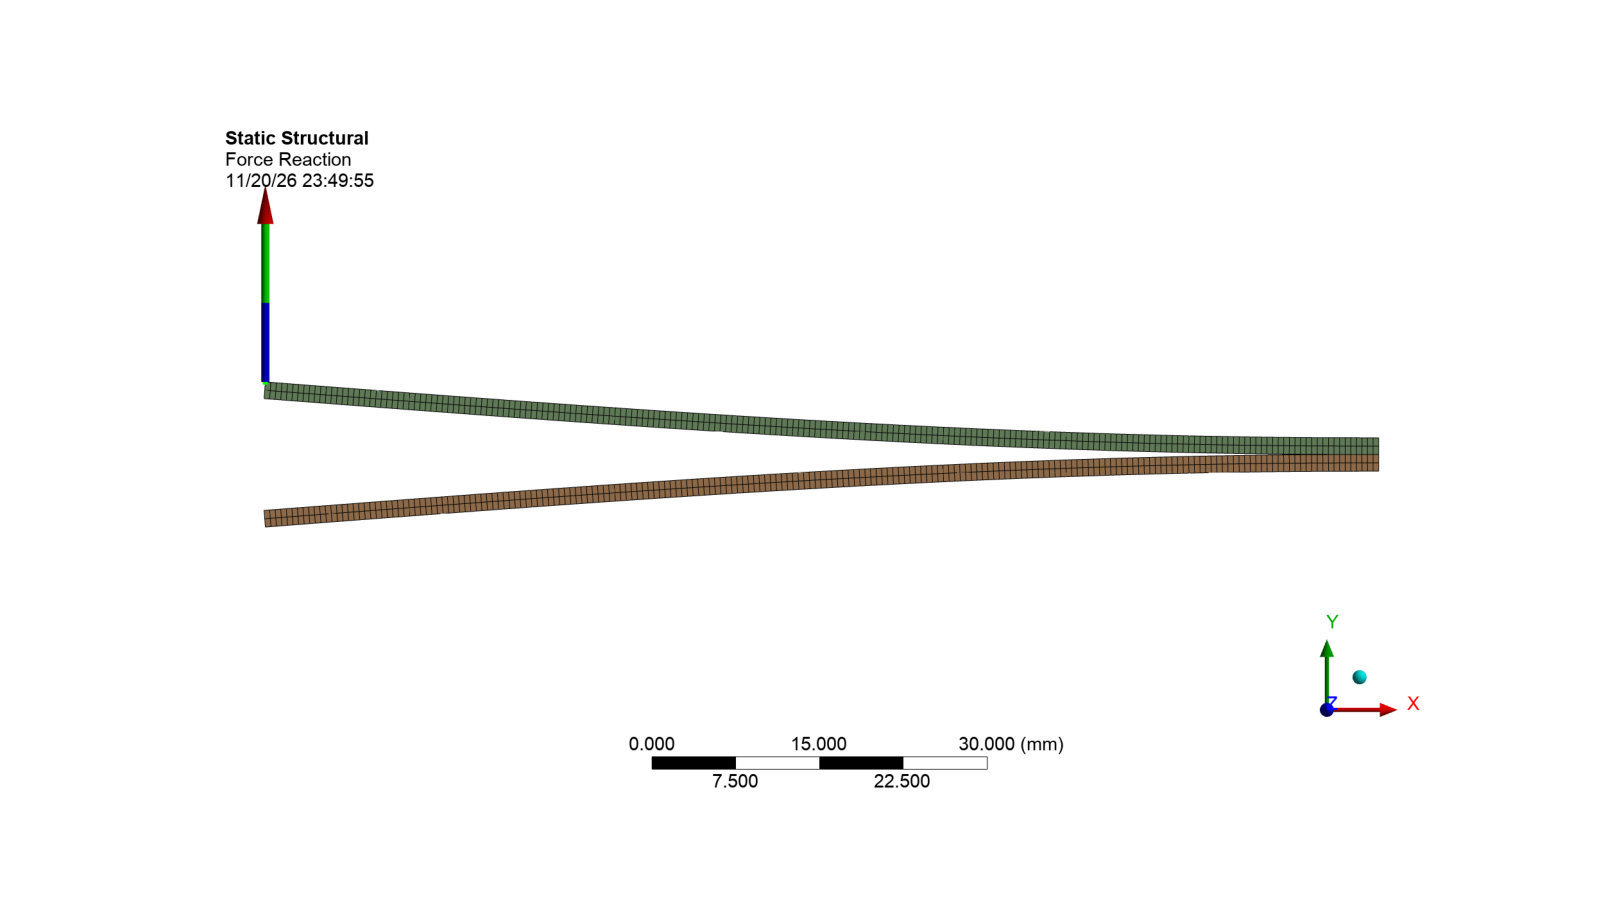 Static Structural
Force Reaction
11/20/26 23:49:55
Y
Z
X
0.000 15.000 30.000 (mm)
7.500 22.500